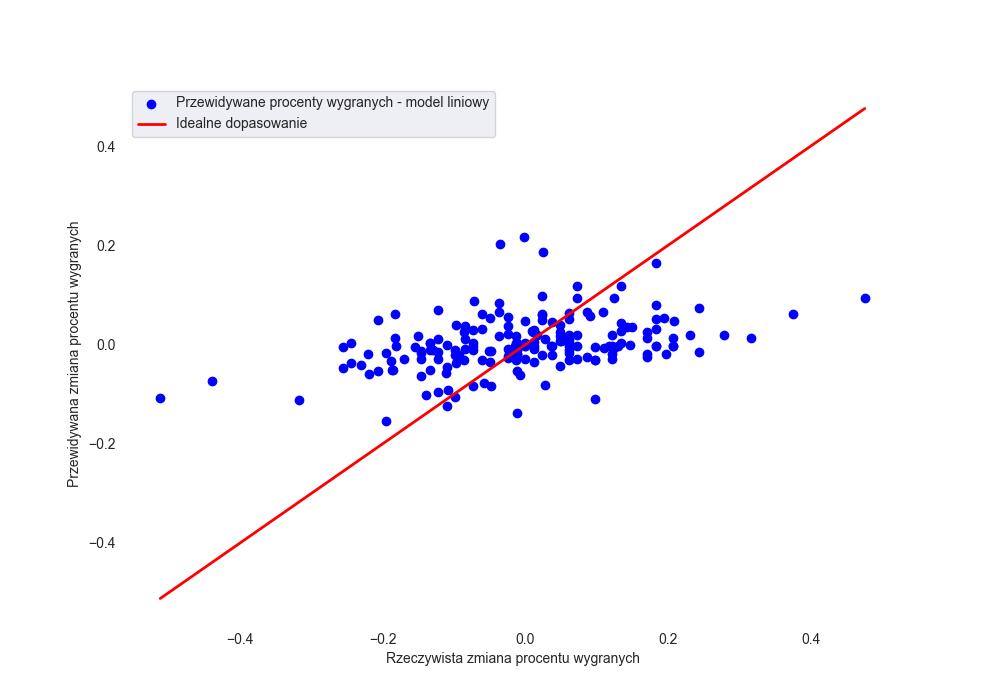 Przewidywane procenty wygranych - model liniowy
Idealne dopasowanie
0.4
0.2
0.0
−0.2
−0.4
Przewidywana zmiana procentu wygranych
−0.4 −0.2 0.0 0.2 0.4
Rzeczywista zmiana procentu wygranych